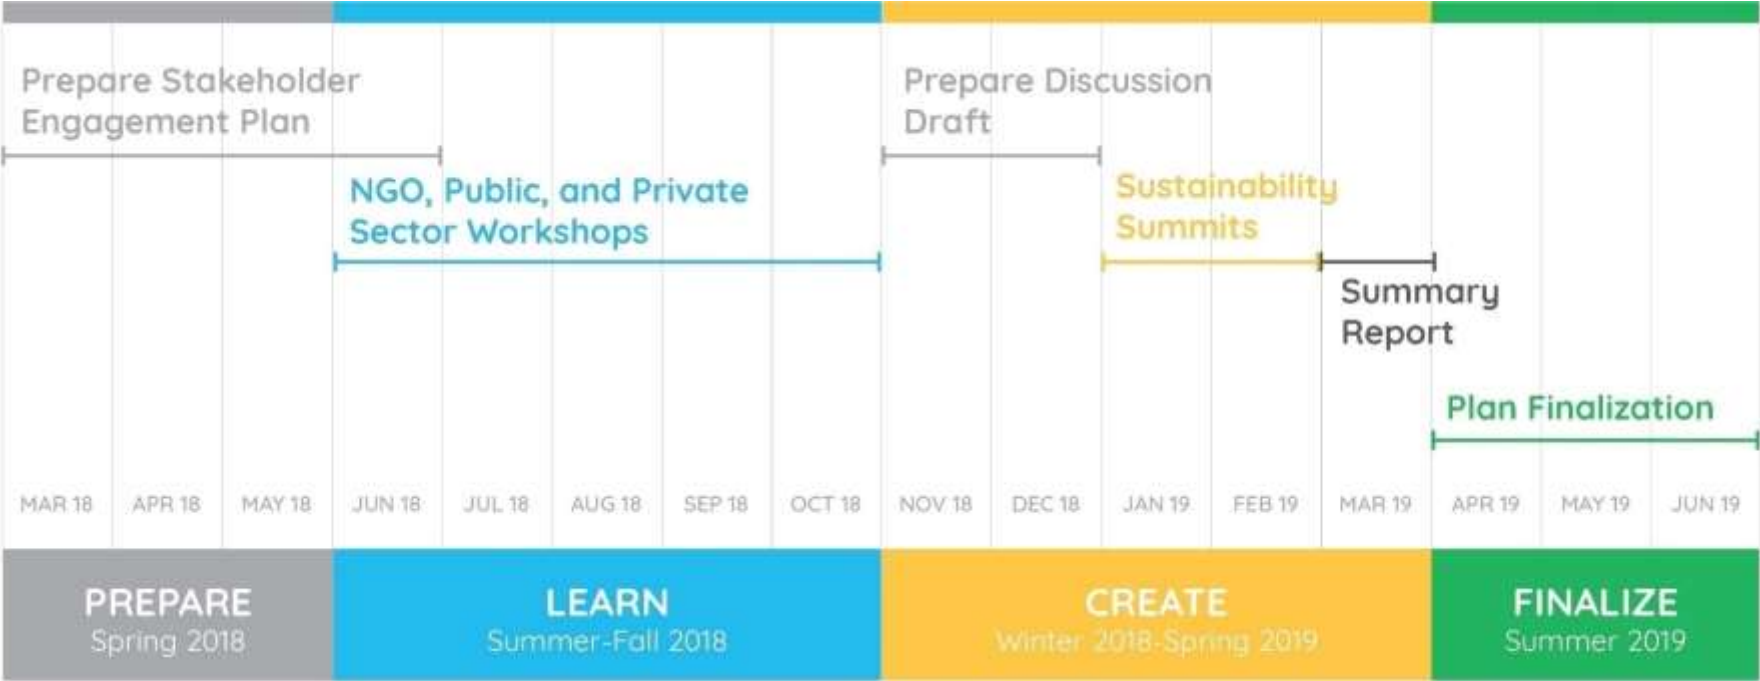 Prepare Stakeholder
Engagement Plan
NGO, Public, and Private
Sector Workshops
Prepare Discussion
Draft
Sustainability
Summits
Summary
Report
Plan Finalization
MAR 18 APR 18 MAY 18 JUN 18 JUL 18 AUG 18 SEP 18 OCT 18 NOV 18 DEC 18 JAN 19 FEB 19 MAR 19 APR 19 MAY 19 JUN 19
PREPARE
Spring 2018
LEARN
Summer-Fall 2018
CREATE
Winter 2018-Spring 2019
FINALIZE
Summer 2019